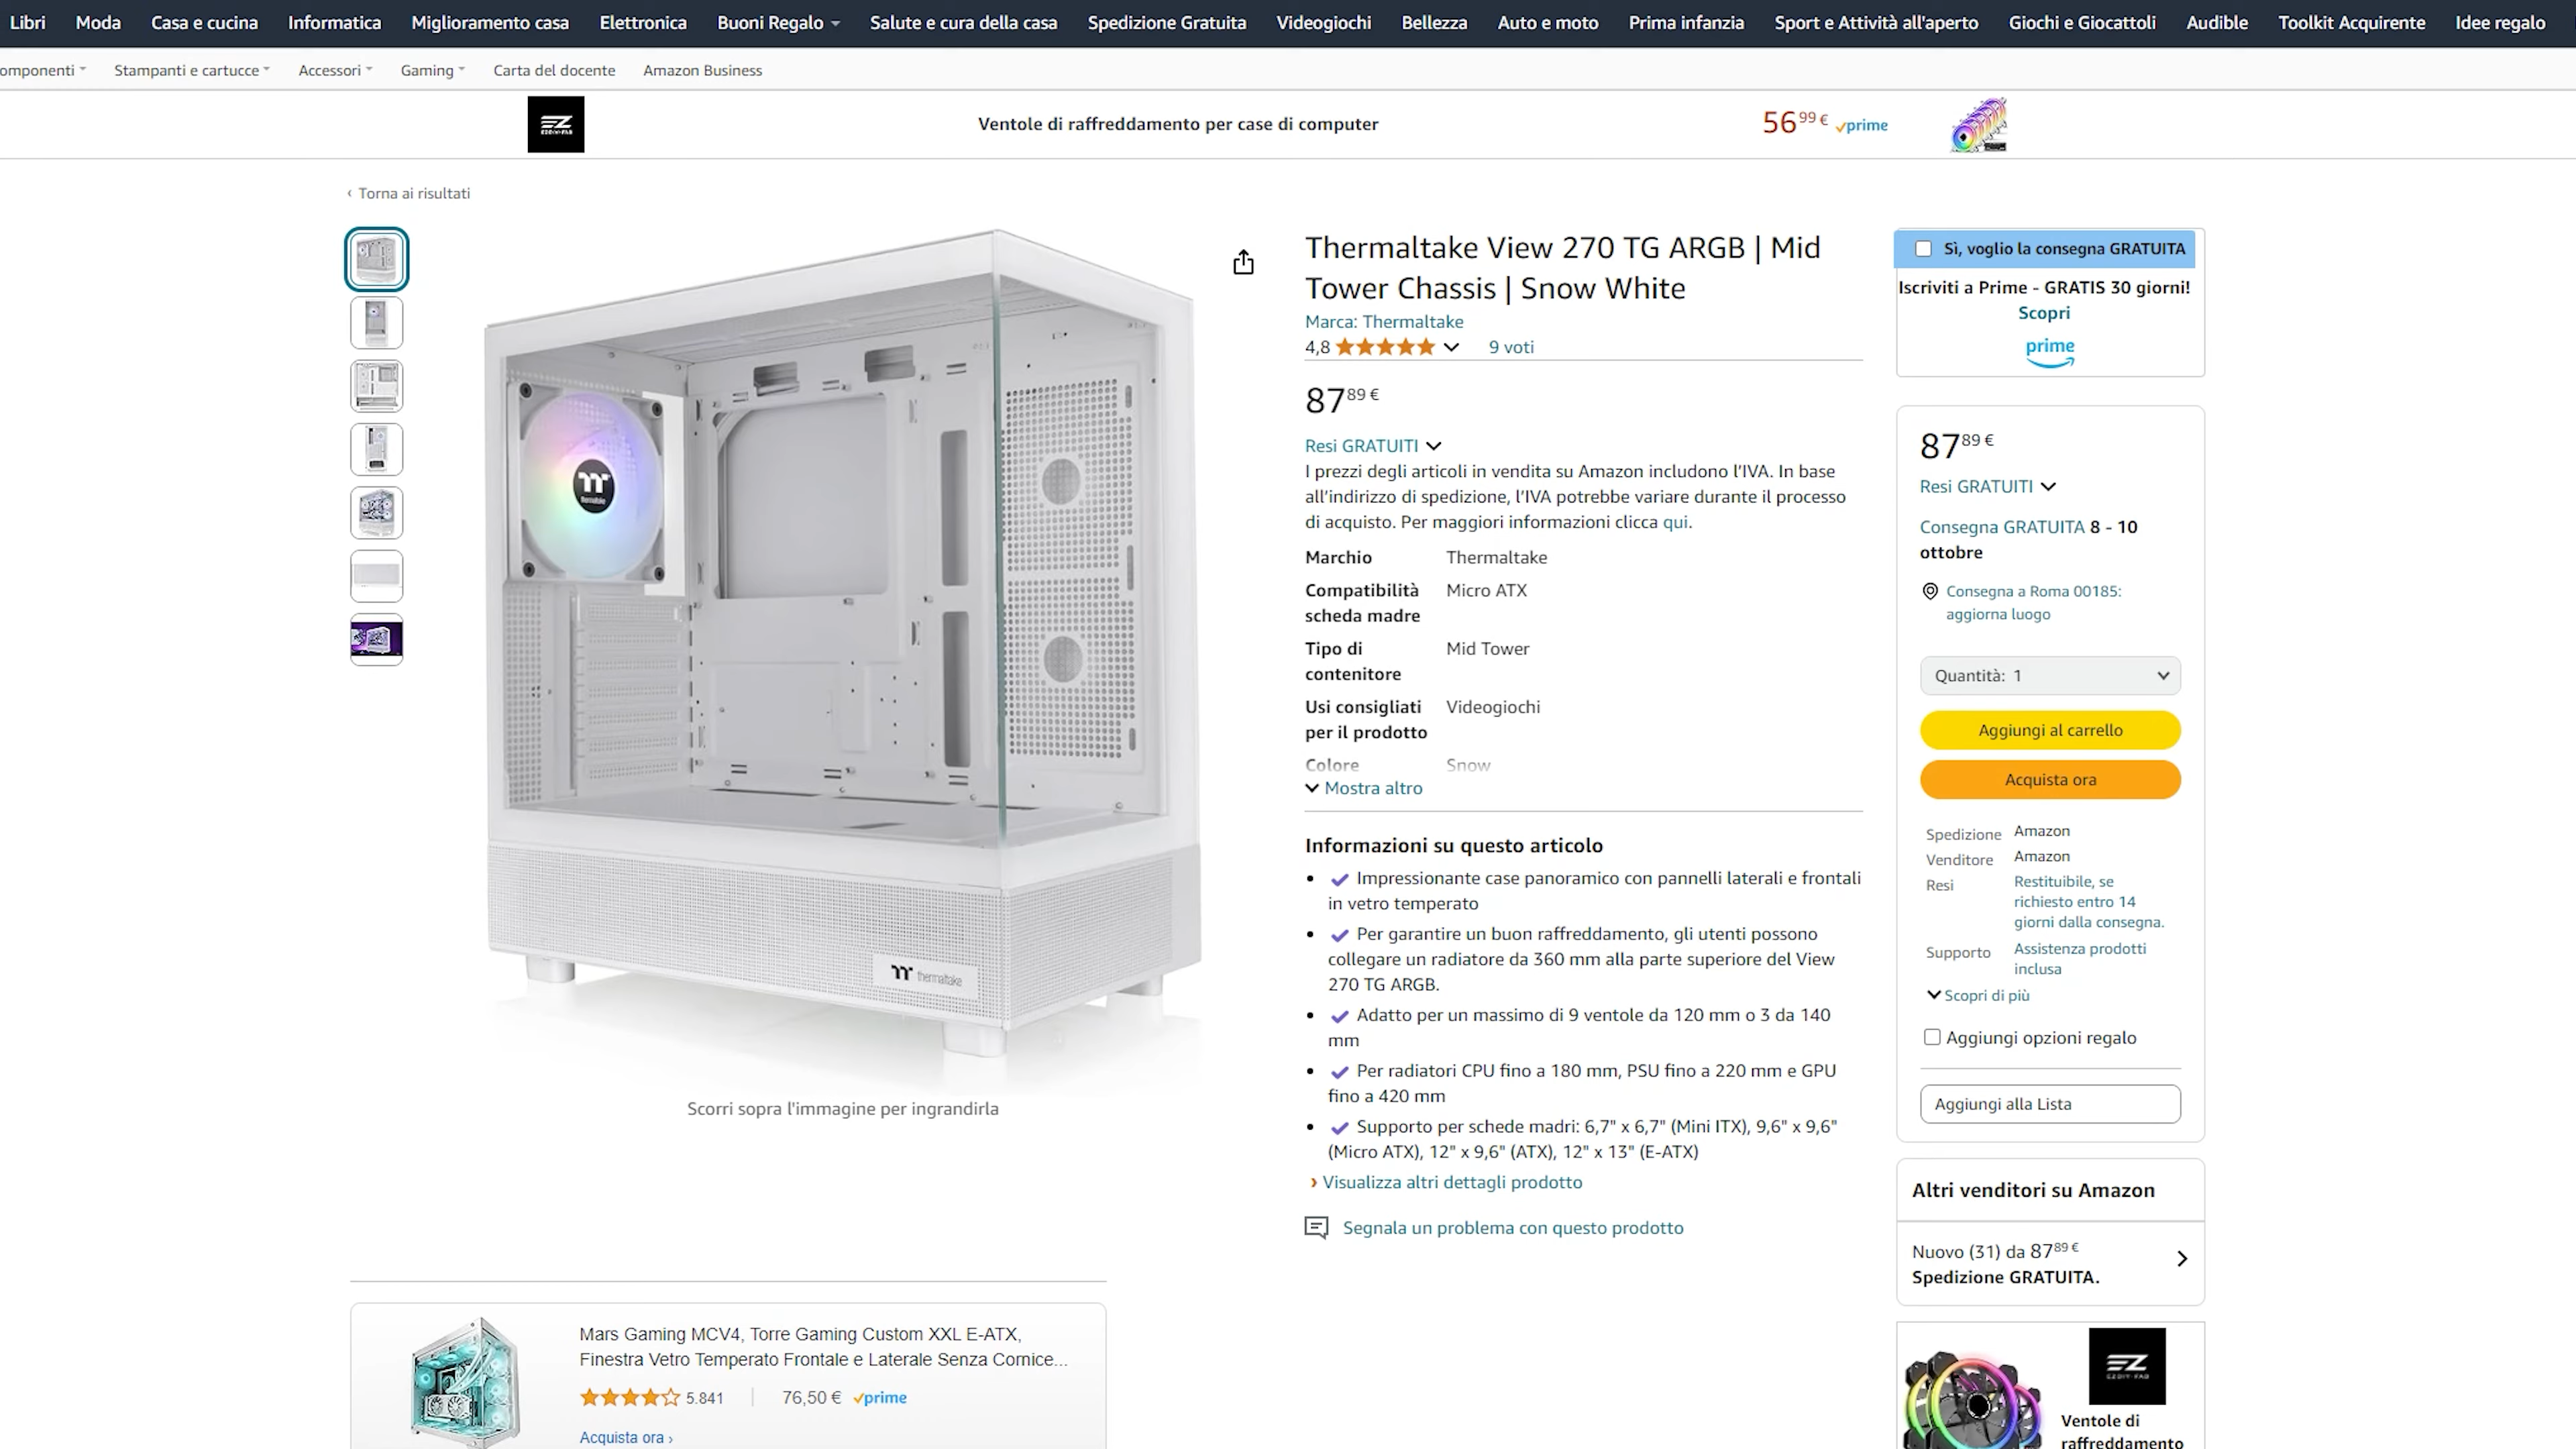 Libri Moda Casa e cucina Informatica Miglioramento casa Elettronica Buoni Regalo Salute e cura della casa Spedizione Gratuita Videogiochi Bellezza Auto e moto Prima infanzia Sport e Attività all'aperto Giochi e Giocattoli Audible Toolkit Acquirente Idee regalo
omponenti Stampanti e cartucce Accessori Gaming Carta del docente Amazon Business
EZ
EZDIY-FAB
Ventole di raffreddamento per case di computer
56 99 € prime
‹ Torna ai risultati
thermaltake
thermaltake
Scorri sopra l'immagine per ingrandirla
Thermaltake View 270 TG ARGB | Mid
Tower Chassis | Snow White
Marca: Thermaltake
4,8 9 voti
87 89 €
Resi GRATUITI
I prezzi degli articoli in vendita su Amazon includono l'IVA. In base
all'indirizzo di spedizione, l'IVA potrebbe variare durante il processo
di acquisto. Per maggiori informazioni clicca qui.
Marchio Thermaltake
Compatibilità Micro ATX
scheda madre
Tipo di Mid Tower
contenitore
Usi consigliati Videogiochi
per il prodotto
Colore Snow
Mostra altro
Informazioni su questo articolo
• ✔ Impressionante case panoramico con pannelli laterali e frontali
in vetro temperato
• ✔ Per garantire un buon raffreddamento, gli utenti possono
collegare un radiatore da 360 mm alla parte superiore del View
270 TG ARGB.
• ✔ Adatto per un massimo di 9 ventole da 120 mm o 3 da 140
mm
• ✔ Per radiatori CPU fino a 180 mm, PSU fino a 220 mm e GPU
fino a 420 mm
• ✔ Supporto per schede madri: 6,7" x 6,7" (Mini ITX), 9,6" x 9,6"
(Micro ATX), 12" x 9,6" (ATX), 12" x 13" (E-ATX)
› Visualizza altri dettagli prodotto
Segnala un problema con questo prodotto
Sì, voglio la consegna GRATUITA
Iscriviti a Prime - GRATIS 30 giorni!
Scopri
prime
87 89 €
Resi GRATUITI
Consegna GRATUITA 8 - 10
ottobre
Consegna a Roma 00185:
aggiorna luogo
Quantità: 1
Aggiungi al carrello
Acquista ora
Spedizione Amazon
Venditore Amazon
Resi Restituibile, se
richiesto entro 14
giorni dalla consegna.
Supporto Assistenza prodotti
inclusa
Scopri di più
Aggiungi opzioni regalo
Aggiungi alla Lista
Altri venditori su Amazon
Nuovo (31) da 87 89 €
Spedizione GRATUITA.
EZ
EZDIY-FAB
Ventole di
raffreddamento
Mars Gaming MCV4, Torre Gaming Custom XXL E-ATX,
Finestra Vetro Temperato Frontale e Laterale Senza Cornice...
5.841 76,50 € prime
Acquista ora ›